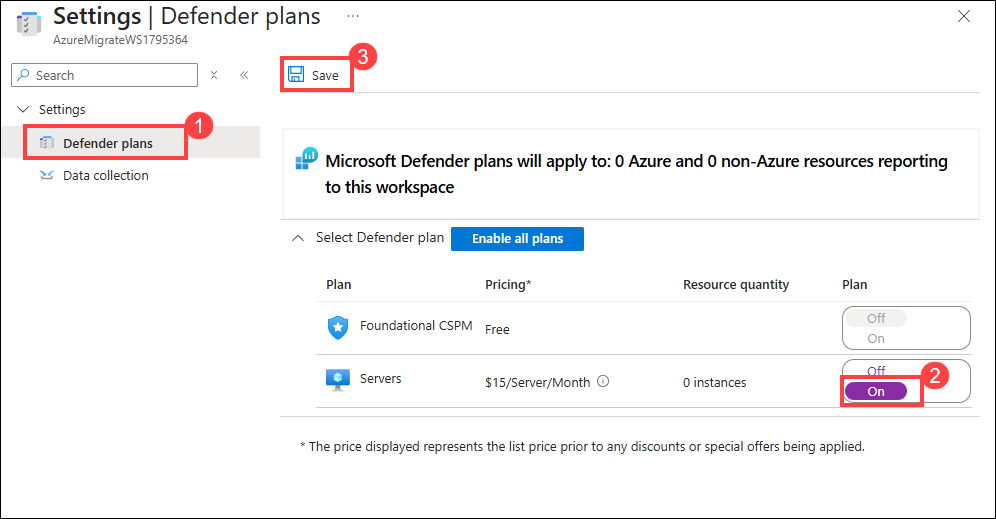 Settings | Defender plans ...
AzureMigrateWS1795364
Search
Save
3
Settings
1
Defender plans
Data collection
Microsoft Defender plans will apply to: 0 Azure and 0 non-Azure resources reporting
to this workspace
Select Defender plan Enable all plans
Plan Pricing* Resource quantity Plan
Foundational CSPM Free Off
On
Servers $15/Server/Month 0 instances Off
On
2
* The price displayed represents the list price prior to any discounts or special offers being applied.